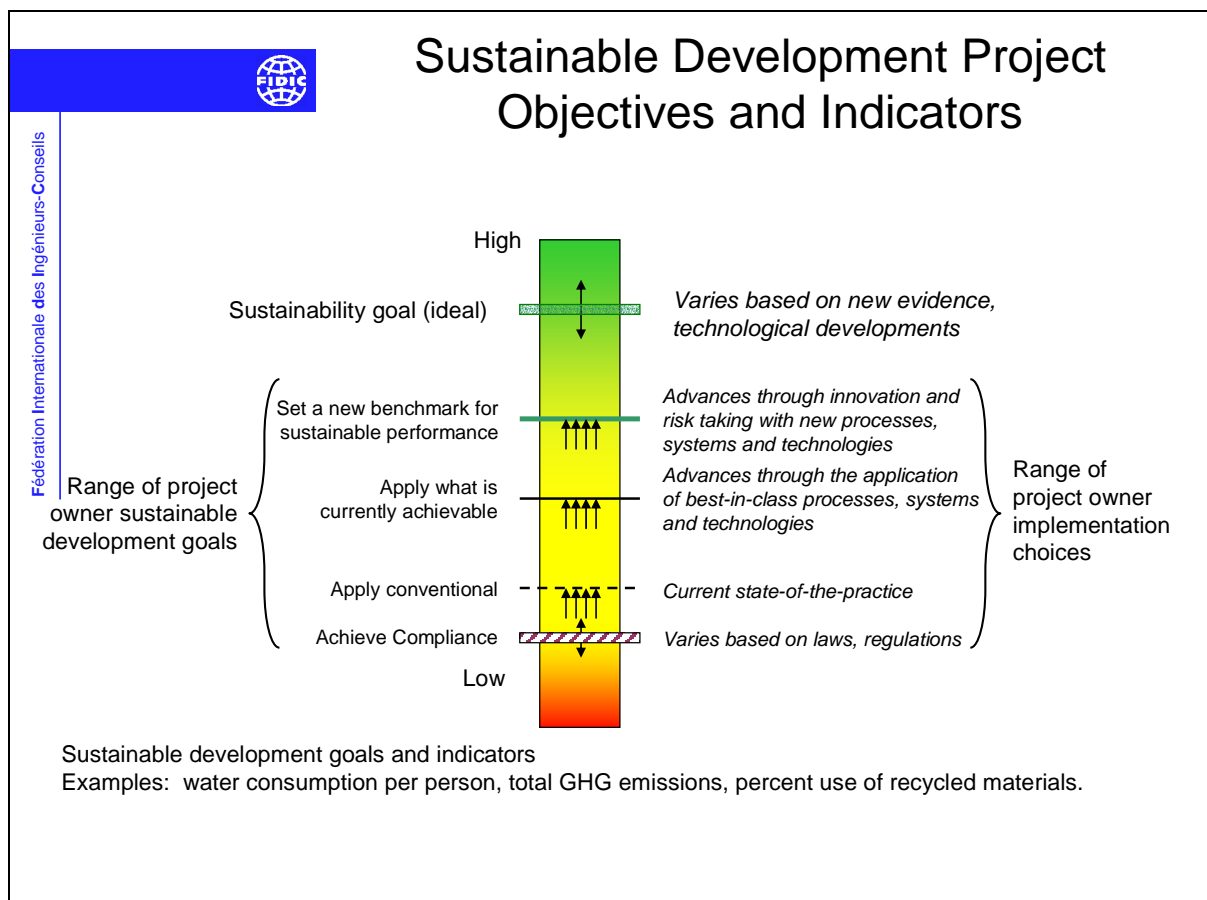 FIDIC
Fédération Internationale des Ingénieurs-Conseils
Sustainable Development Project
Objectives and Indicators
High
Sustainability goal (ideal)
Varies based on new evidence,
technological developments
Range of project
owner sustainable
development goals
Set a new benchmark for
sustainable performance
Advances through innovation and
risk taking with new processes,
systems and technologies
Apply what is
currently achievable
Advances through the application
of best-in-class processes, systems
and technologies
Apply conventional
Current state-of-the-practice
Achieve Compliance
Varies based on laws, regulations
Range of
project owner
implementation
choices
Low
Sustainable development goals and indicators
Examples: water consumption per person, total GHG emissions, percent use of recycled materials.